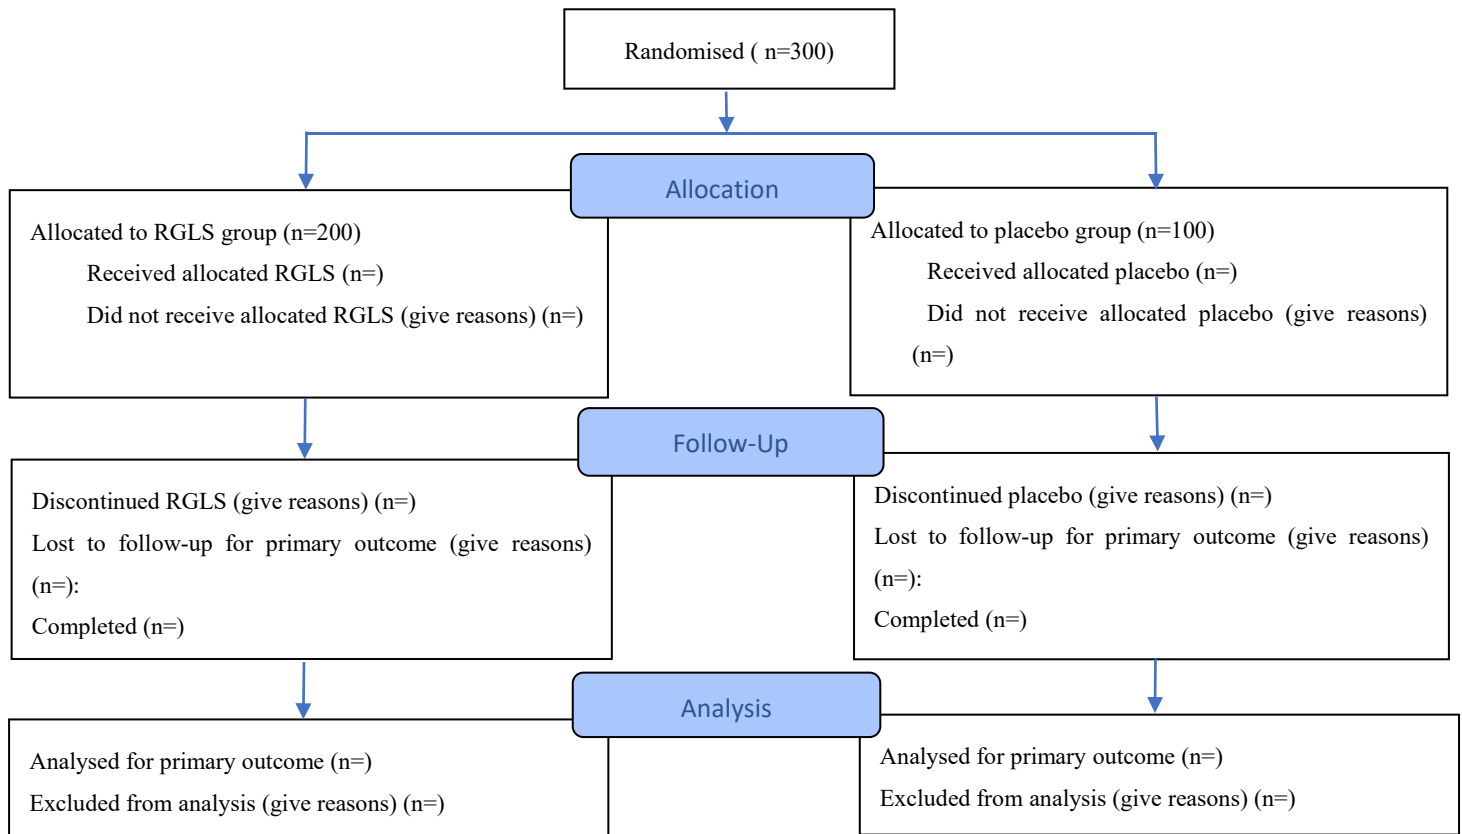 Randomised ( n=300)
Allocation
Allocated to RGLS group (n=200)
Received allocated RGLS (n=)
Did not receive allocated RGLS (give reasons) (n=)
Allocated to placebo group (n=100)
Received allocated placebo (n=)
Did not receive allocated placebo (give reasons)
(n=)
Follow-Up
Discontinued RGLS (give reasons) (n=)
Lost to follow-up for primary outcome (give reasons)
(n=):
Completed (n=)
Discontinued placebo (give reasons) (n=)
Lost to follow-up for primary outcome (give reasons)
(n=):
Completed (n=)
Analysis
Analysed for primary outcome (n=)
Excluded from analysis (give reasons) (n=)
Analysed for primary outcome (n=)
Excluded from analysis (give reasons) (n=)